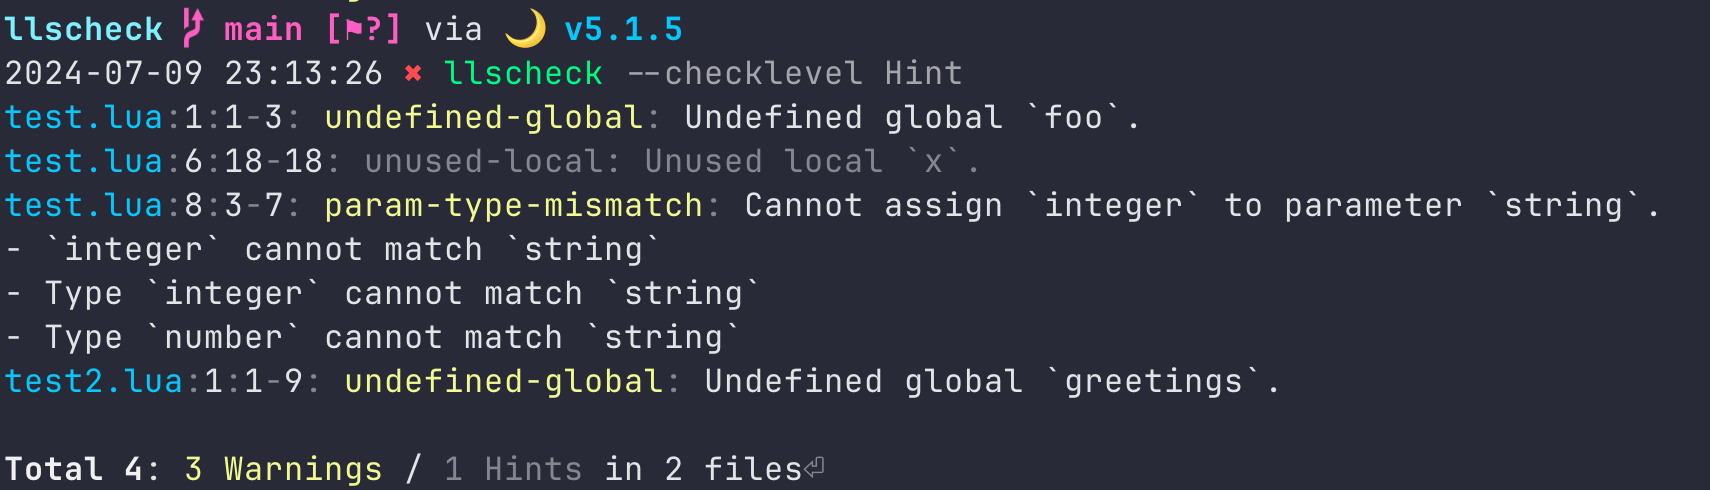 llscheck main [⚑?] via 🌙 v5.1.5
2024-07-09 23:13:26 ✖ llscheck --checklevel Hint
test.lua:1:1-3: undefined-global: Undefined global `foo`.
test.lua:6:18-18: unused-local: Unused local `x`.
test.lua:8:3-7: param-type-mismatch: Cannot assign `integer` to parameter `string`.
- `integer` cannot match `string`
- Type `integer` cannot match `string`
- Type `number` cannot match `string`
test2.lua:1:1-9: undefined-global: Undefined global `greetings`.
Total 4: 3 Warnings / 1 Hints in 2 files⏎